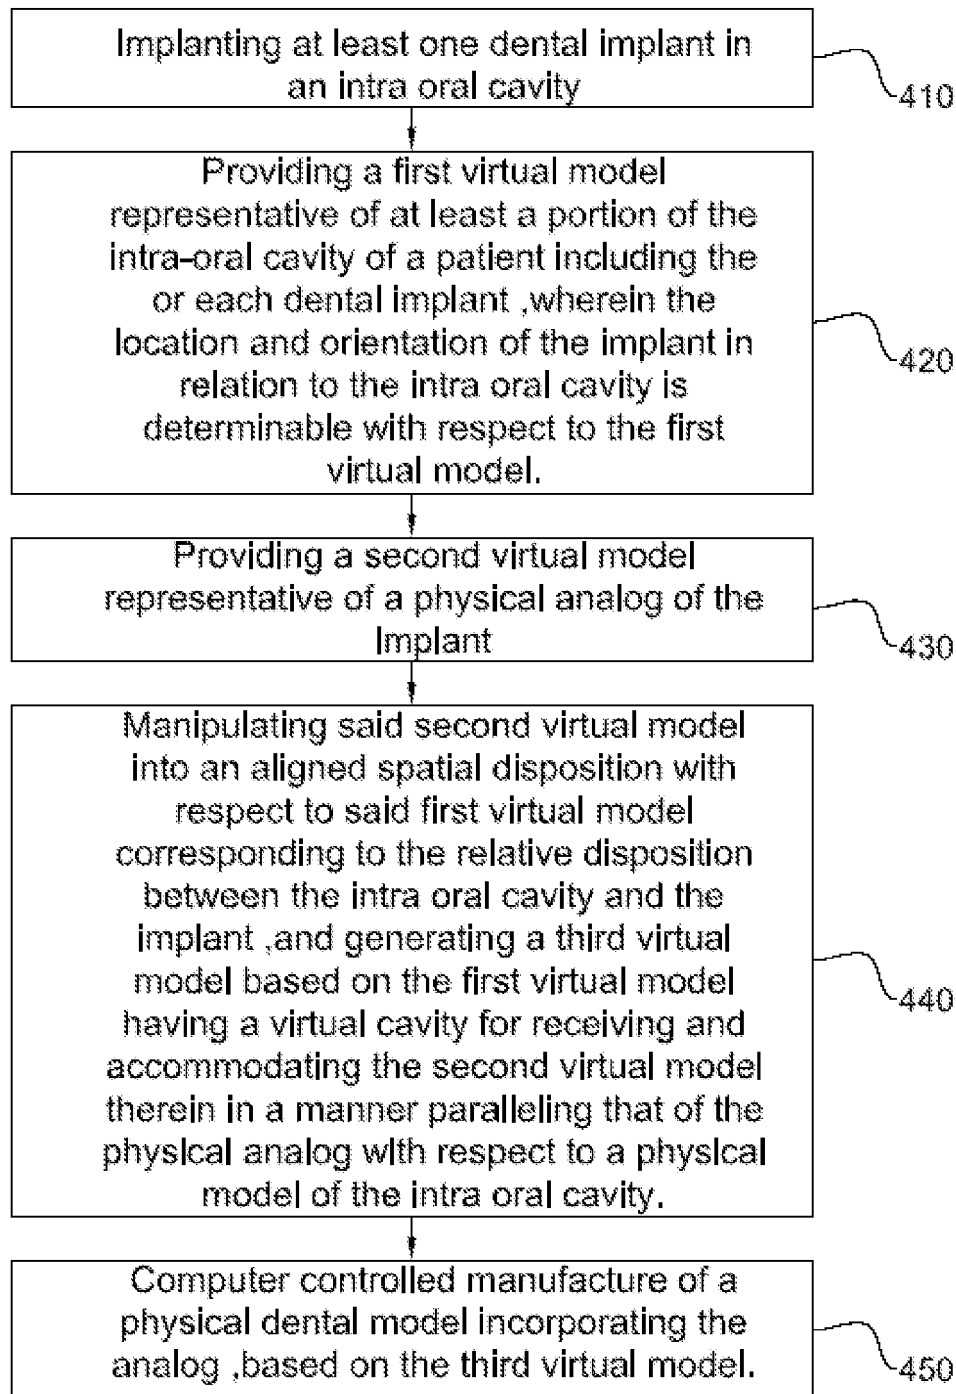 Implanting at least one dental implant in
an intra oral cavity
410
Providing a first virtual model
representative of at least a portion of the
intra-oral cavity of a patient including the
or each dental implant ,wherein the
location and orientation of the implant in
relation to the intra oral cavity is
determinable with respect to the first
virtual model.
420
Providing a second virtual model
representative of a physical analog of the
Implant
430
Manipulating said second virtual model
into an aligned spatial disposition with
respect to said first virtual model
corresponding to the relative disposition
between the intra oral cavity and the
implant ,and generating a third virtual
model based on the first virtual model
having a virtual cavity for receiving and
accommodating the second virtual model
therein in a manner paralleling that of the
physical analog with respect to a physical
model of the intra oral cavity.
440
Computer controlled manufacture of a
physical dental model incorporating the
analog ,based on the third virtual model.
450